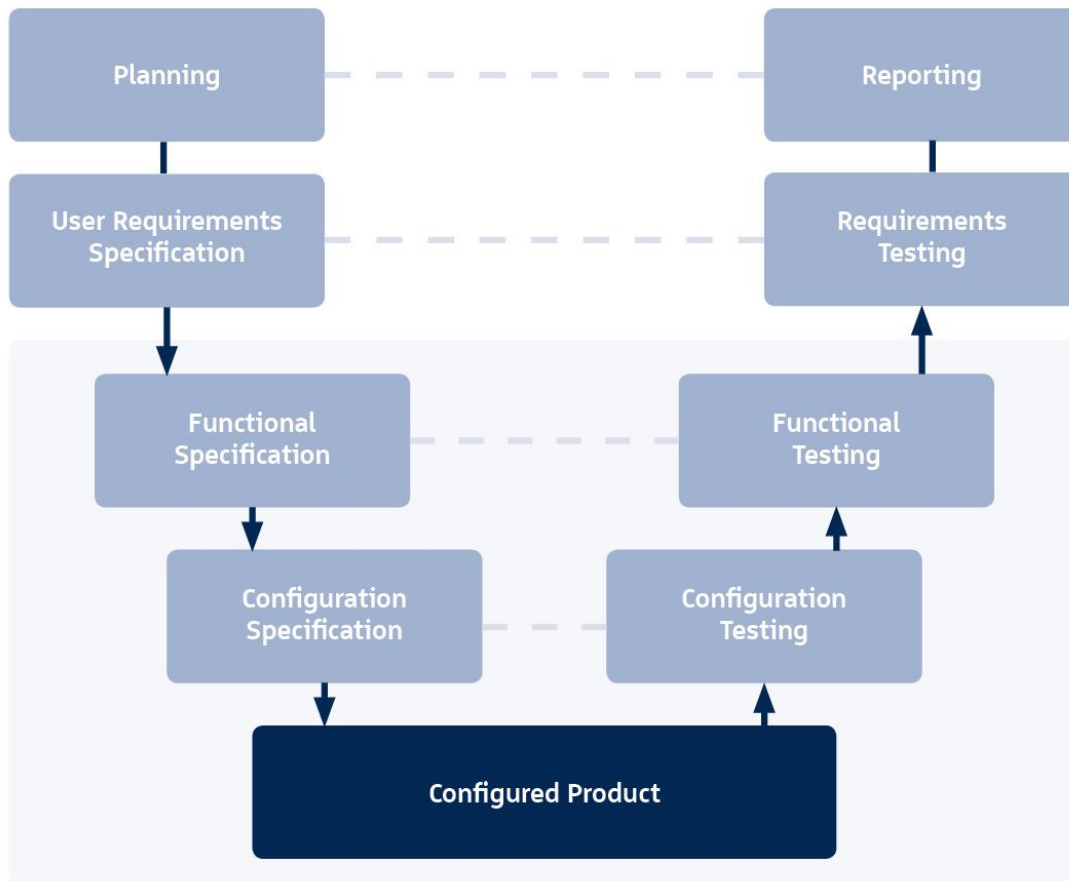 Planning
Reporting
User Requirements
Specification
Requirements
Testing
Functional
Specification
Functional
Testing
Configuration
Specification
Configuration
Testing
Configured Product